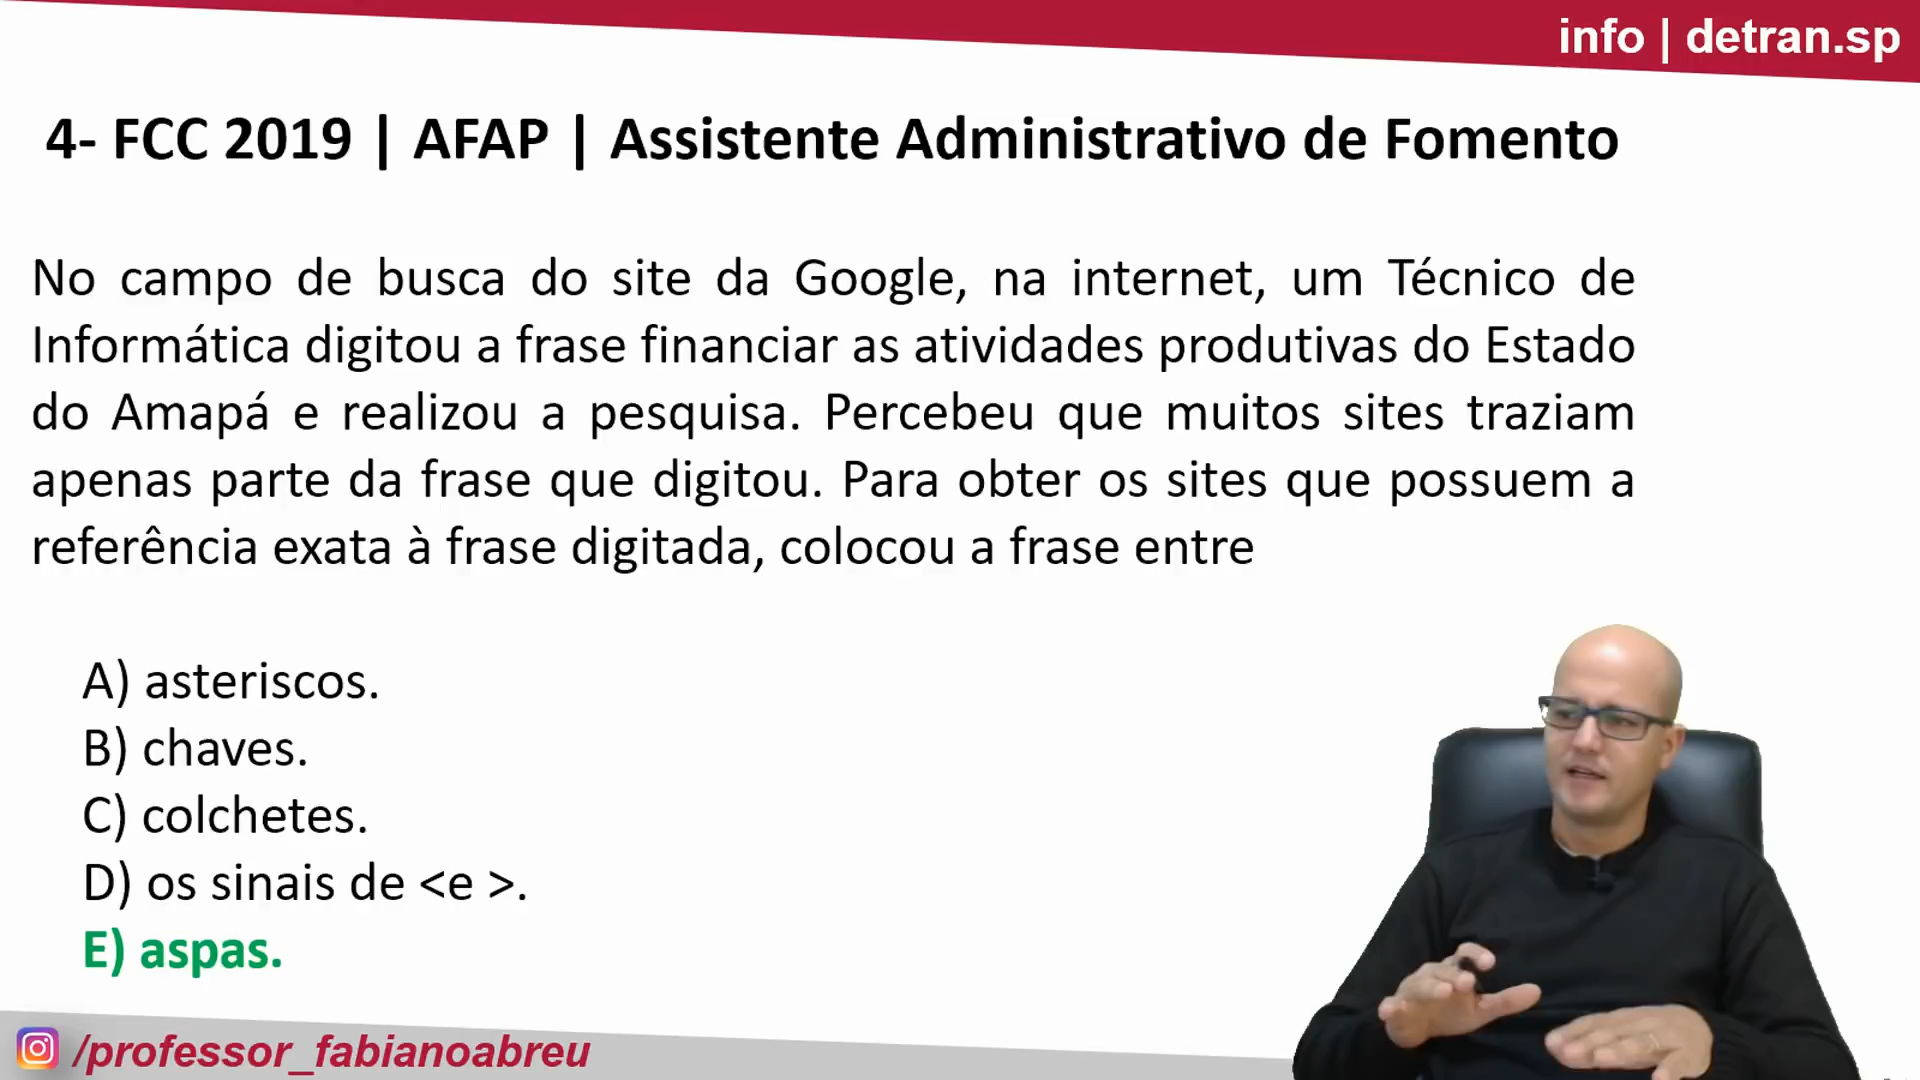 info | detran.sp
4- FCC 2019 | AFAP | Assistente Administrativo de Fomento
No campo de busca do site da Google, na internet, um Técnico de
Informática digitou a frase financiar as atividades produtivas do Estado
do Amapá e realizou a pesquisa. Percebeu que muitos sites traziam
apenas parte da frase que digitou. Para obter os sites que possuem a
referência exata à frase digitada, colocou a frase entre
A) asteriscos.
B) chaves.
C) colchetes.
D) os sinais de <e >.
E) aspas.
/professor_fabianoabreu